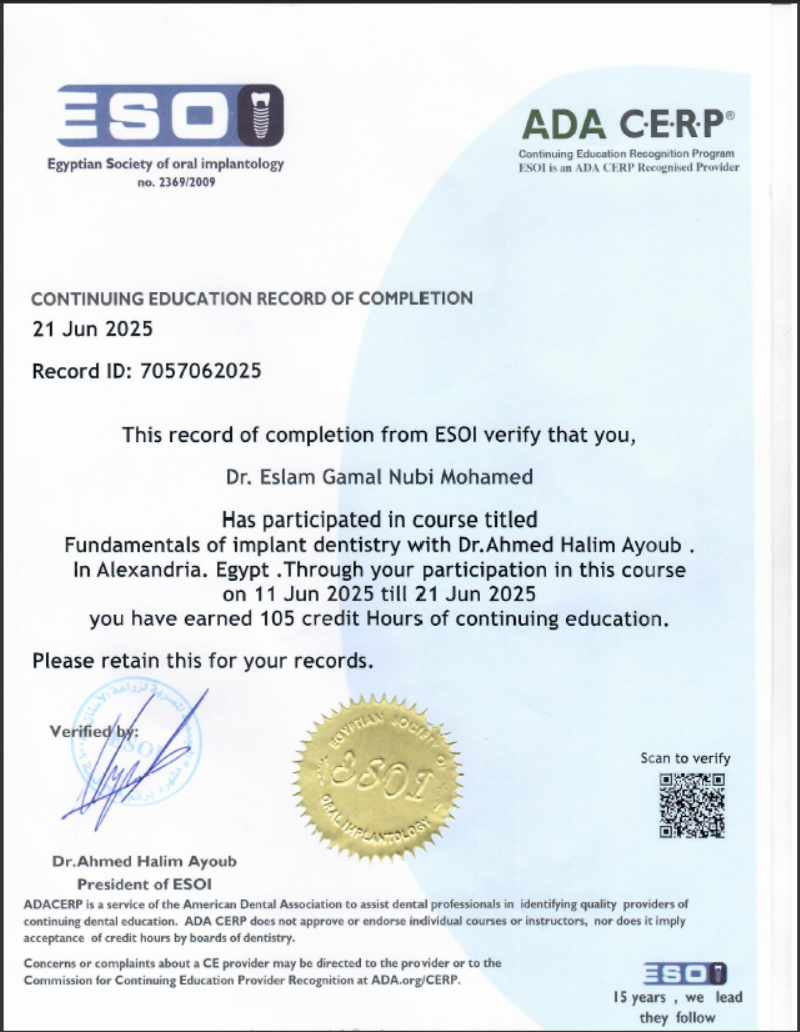 ESOI
Egyptian Society of oral implantology
no. 2369/2009
ADA C·E·R·P®
Continuing Education Recognition Program
ESOI is an ADA CERP Recognised Provider
CONTINUING EDUCATION RECORD OF COMPLETION
21 Jun 2025
Record ID: 7057062025
This record of completion from ESOI verify that you,
Dr. Eslam Gamal Nubi Mohamed
Has participated in course titled
Fundamentals of implant dentistry with Dr.Ahmed Halim Ayoub .
In Alexandria. Egypt .Through your participation in this course
on 11 Jun 2025 till 21 Jun 2025
you have earned 105 credit Hours of continuing education.
Please retain this for your records.
Verified by:
ESOI
EGYPTIAN SOCIETY O
ESOI
ORAL IMPLANTOLOGY
Scan to verify
Dr.Ahmed Halim Ayoub
President of ESOI
ADACERP is a service of the American Dental Association to assist dental professionals in identifying quality providers of
continuing dental education. ADA CERP does not approve or endorse individual courses or instructors, nor does it imply
acceptance of credit hours by boards of dentistry.
Concerns or complaints about a CE provider may be directed to the provider or to the
Commission for Continuing Education Provider Recognition at ADA.org/CERP.
ESOI
15 years , we lead
they follow